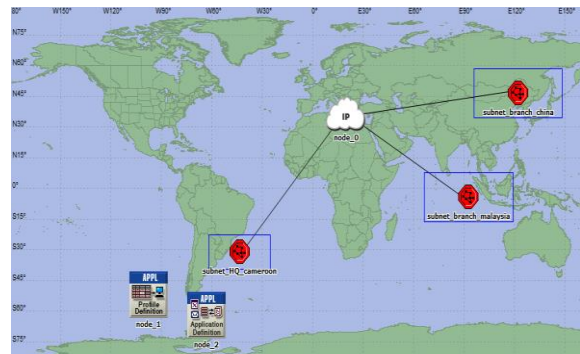 80° W150° W120° W90° W60° W30° 0° E30° E60° E90° E120° E150°
N75°
N60°
N45°
N30°
N15°
0°
S15°
S30°
S45°
S60°
S75°
IP
node_0
subnet_branch_china
subnet_branch_malaysia
subnet_HQ_cameroon
APPL
Profile
Definition
node_1
APPL
Application
Definition
node_2